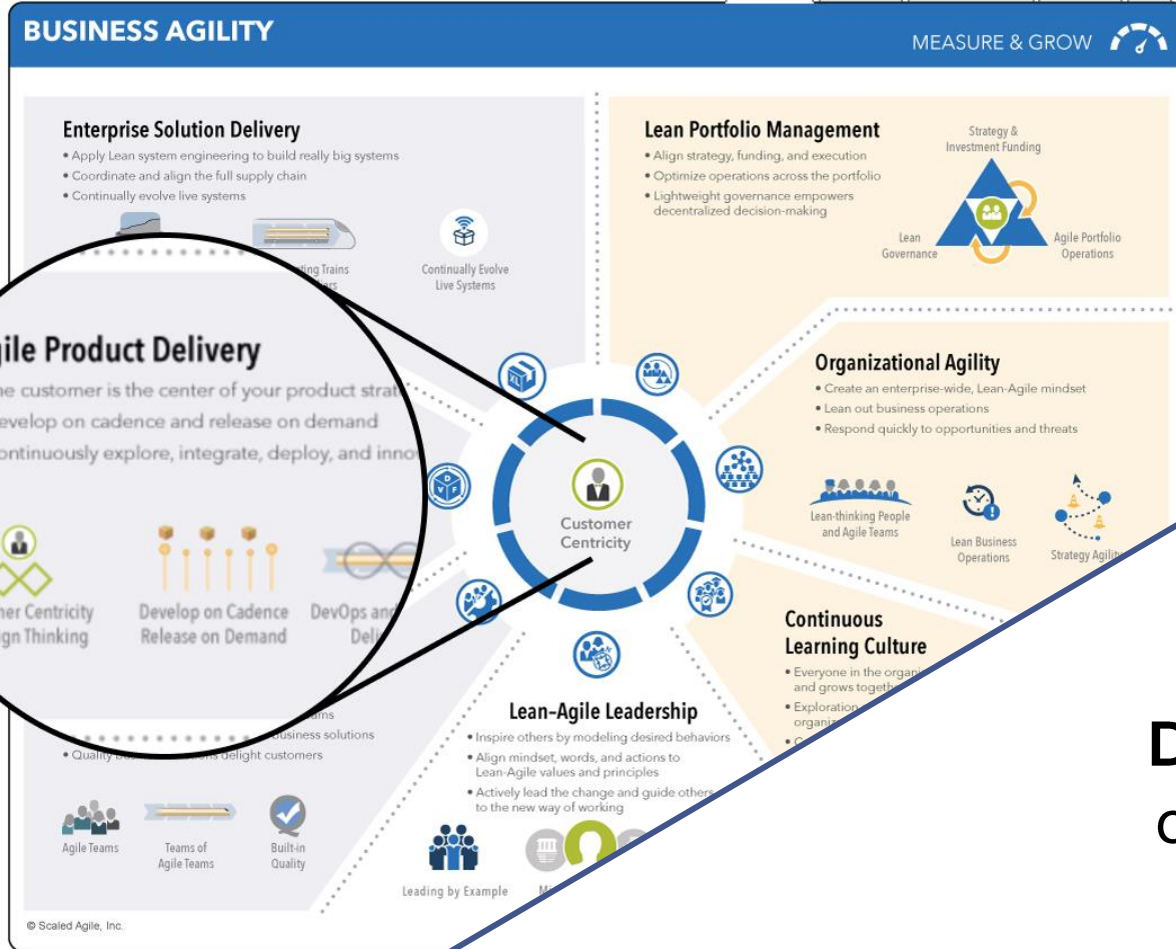 BUSINESS AGILITY
MEASURE & GROW
Enterprise Solution Delivery
• Apply Lean system engineering to build really big systems
• Coordinate and align the full supply chain
• Continually evolve live systems
Trains
Continually Evolve
Live Systems
Lean Portfolio Management
• Align strategy, funding, and execution
• Optimize operations across the portfolio
• Lightweight governance empowers
decentralized decision-making
Strategy &
Investment Funding
Lean
Governance
Agile Portfolio
Operations
ile Product Delivery
customer is the center of your product strat
evelop on cadence and release on demand
ontinuously explore, integrate, deploy, and inno
er Centricity
ign Thinking
Develop on Cadence
Release on Demand
DevOps and
Deli
XL
D
V F
Customer
Centricity
Organizational Agility
• Create an enterprise-wide, Lean-Agile mindset
• Lean out business operations
• Respond quickly to opportunities and threats
Lean-thinking People
and Agile Teams
Lean Business
Operations
Strategy Agility
Continuous
Learning Culture
• Everyone in the organi
and grows togeth
• Exploration
organiz
Lean-Agile Leadership
• Inspire others by modeling desired behaviors
• Align mindset, words, and actions to
Lean-Agile values and principles
• Actively lead the change and guide others
to the new way of working
Leading by Example
Mi
ams
business solutions
• Quality delight customers
Agile Teams
Teams of
Agile Teams
Built-in
Quality
D
© Scaled Agile, Inc.